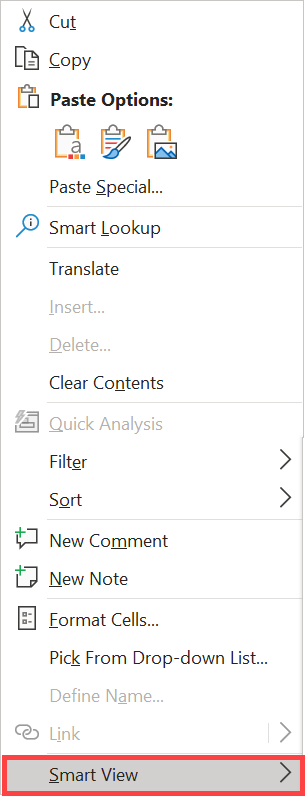 Cut
Copy
Paste Options:
a
Paste Special...
Smart Lookup
Translate
Insert...
Delete...
Clear Contents
Quick Analysis
Filter
Sort
New Comment
New Note
Format Cells...
Pick From Drop-down List...
Define Name...
Link
Smart View